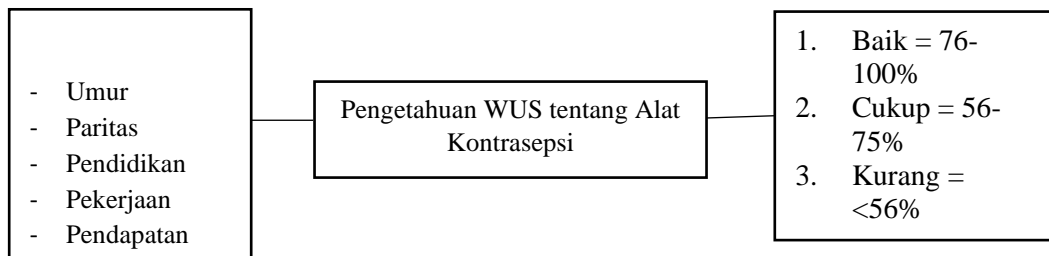 - Umur
- Paritas
- Pendidikan
- Pekerjaan
- Pendapatan
Pengetahuan WUS tentang Alat
Kontrasepsi
1. Baik = 76-
100%
2. Cukup = 56-
75%
3. Kurang =
<56%